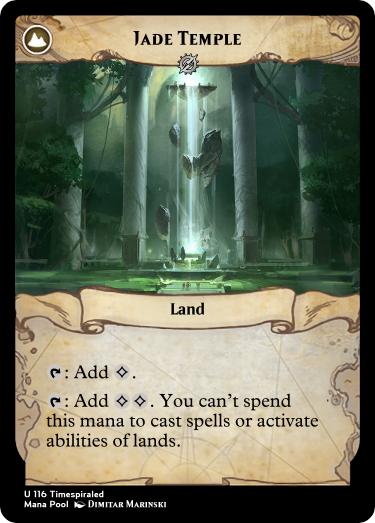 Jade Temple
Land
: Add .
: Add . You can't spend
this mana to cast spells or activate
abilities of lands.
U 116 Timespiraled
Mana Pool Dimitar Marinski